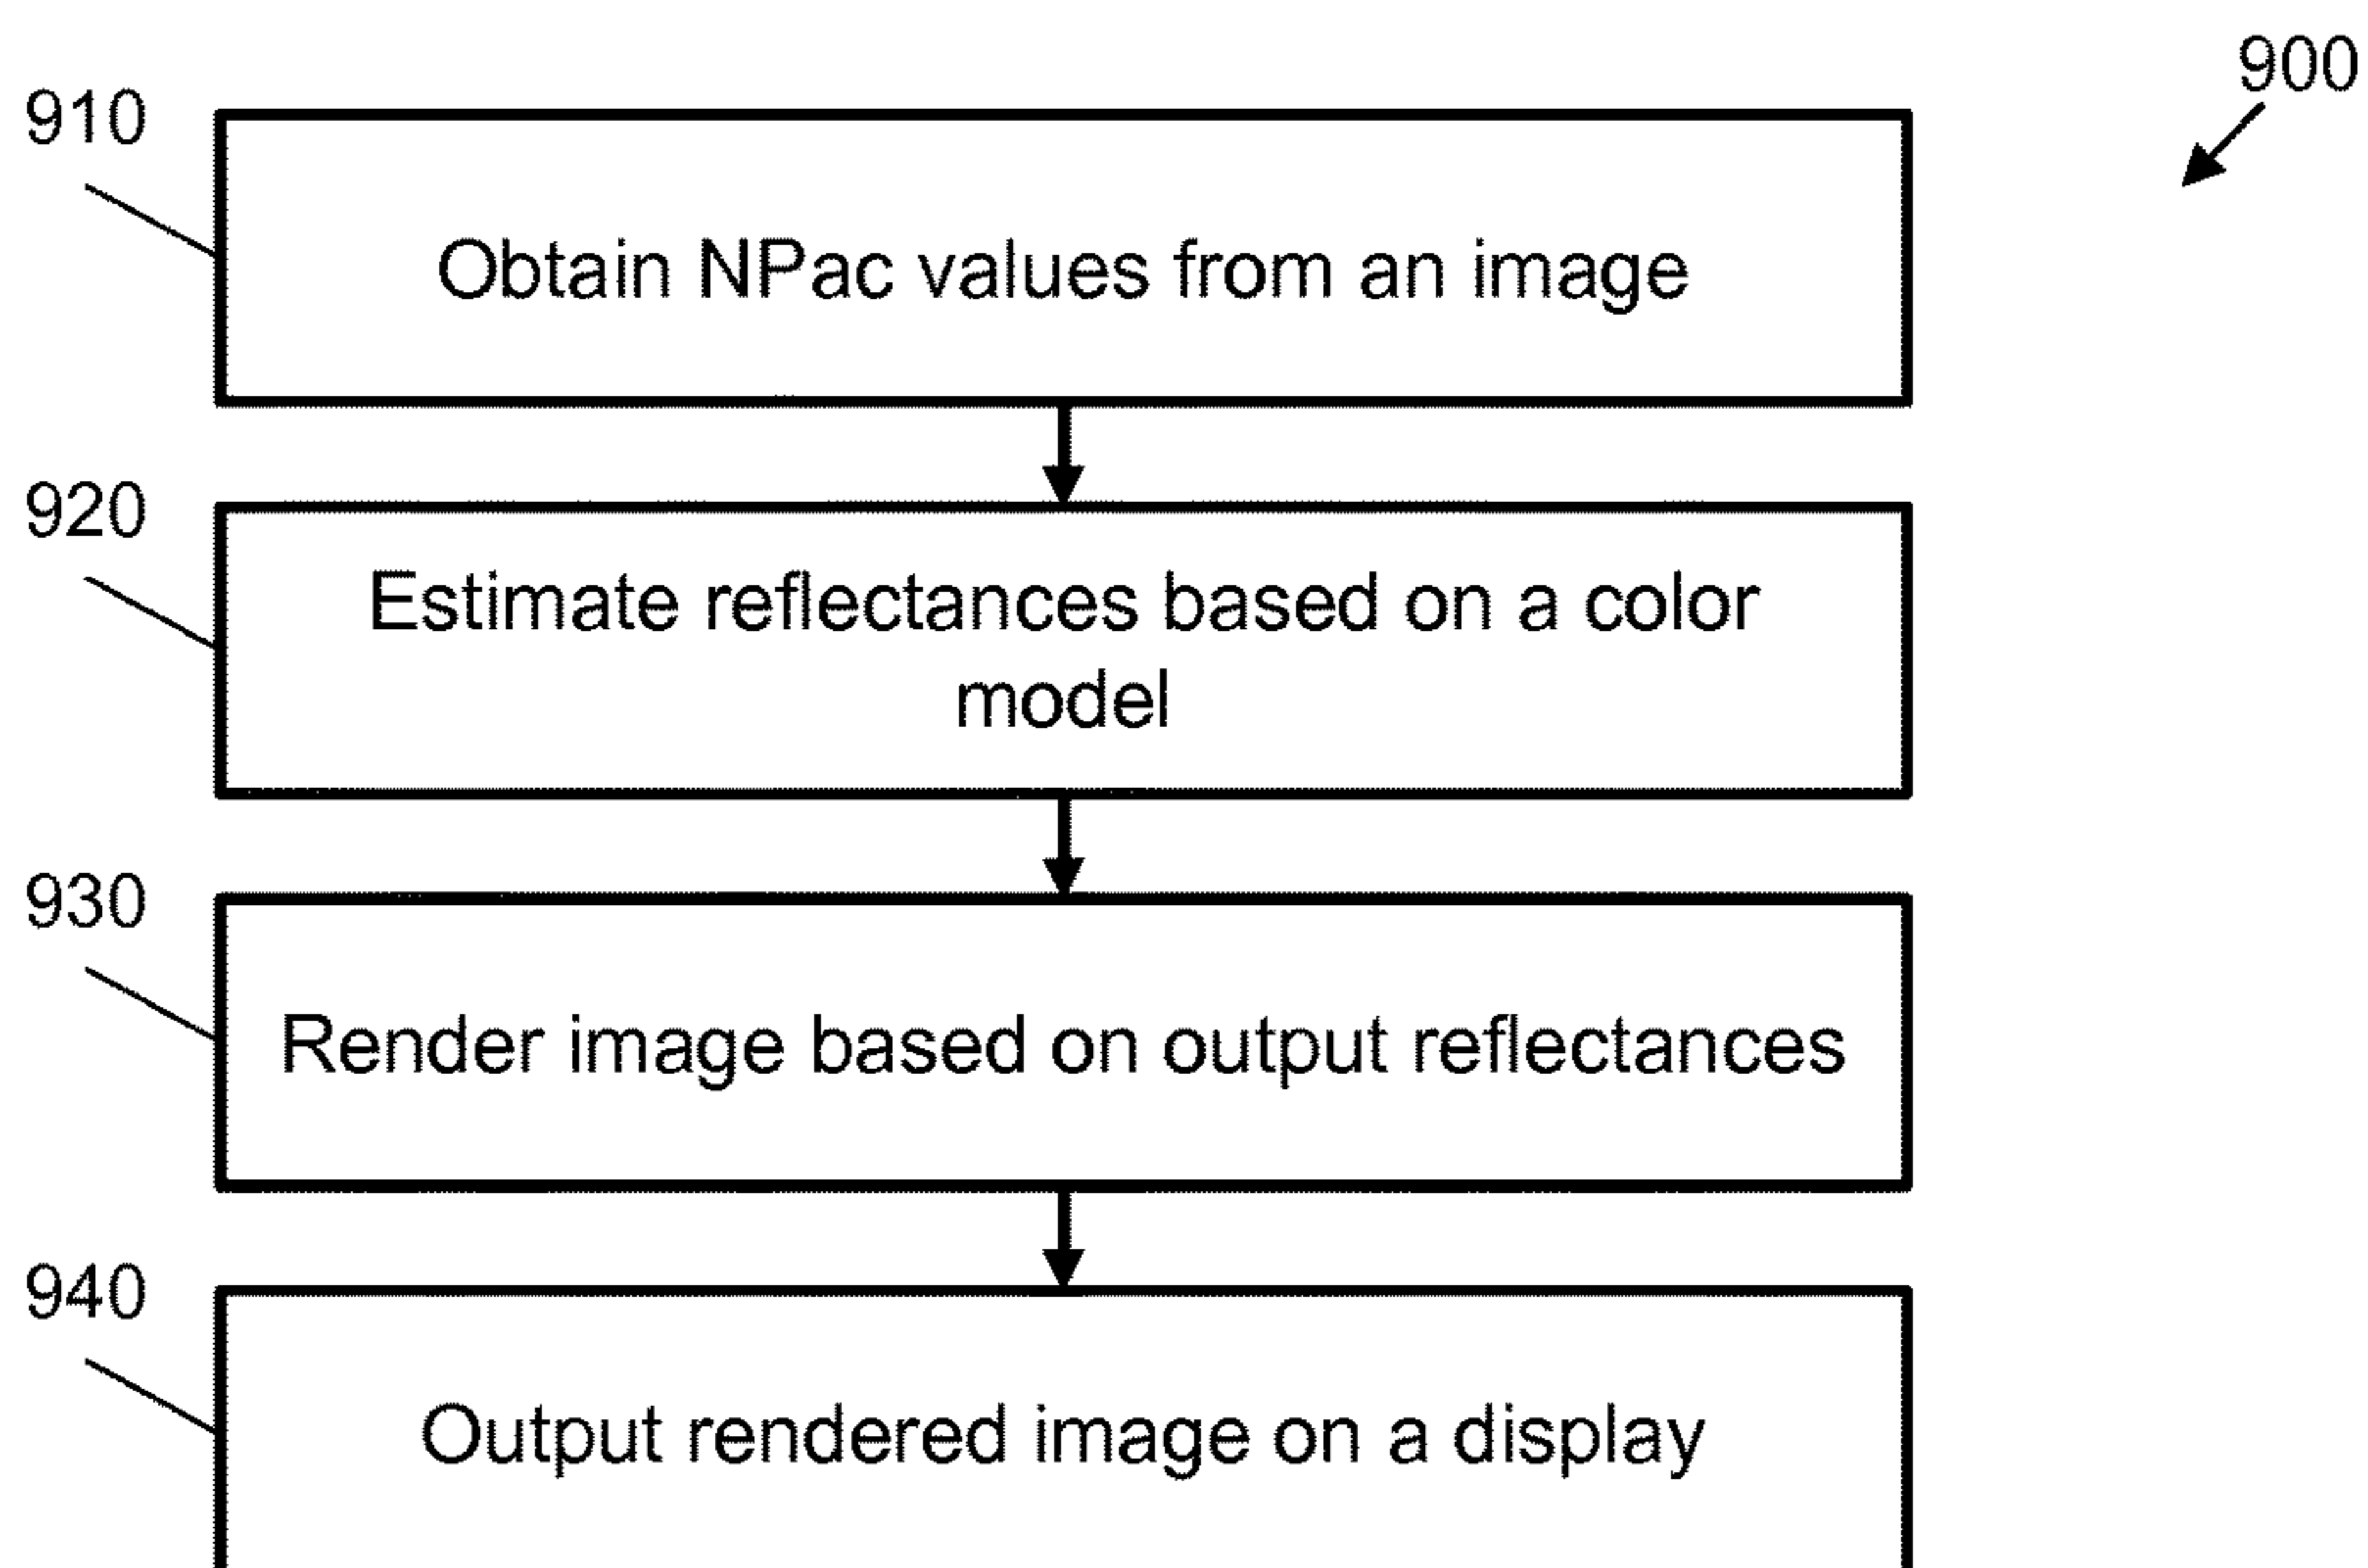 900
910
Obtain NPac values from an image
920
Estimate reflectances based on a color
model
930
Render image based on output reflectances
940
Output rendered image on a display